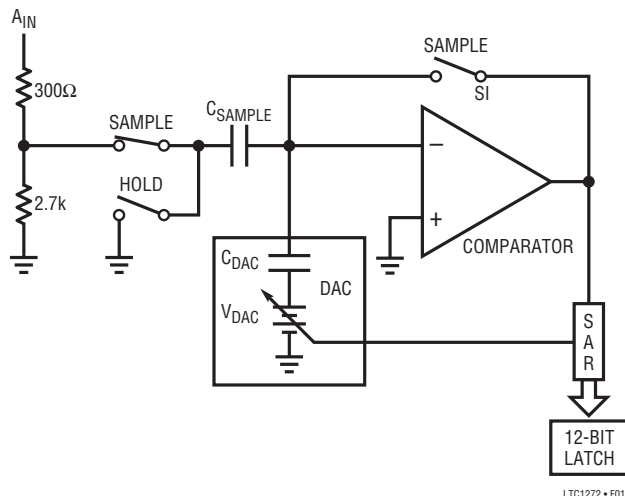 A_IN
300Ω
2.7k
SAMPLE
HOLD
C_SAMPLE
SAMPLE
SI
−
+
COMPARATOR
C_DAC
DAC
V_DAC
S
A
R
12-BIT
LATCH
LTC1272 • F01